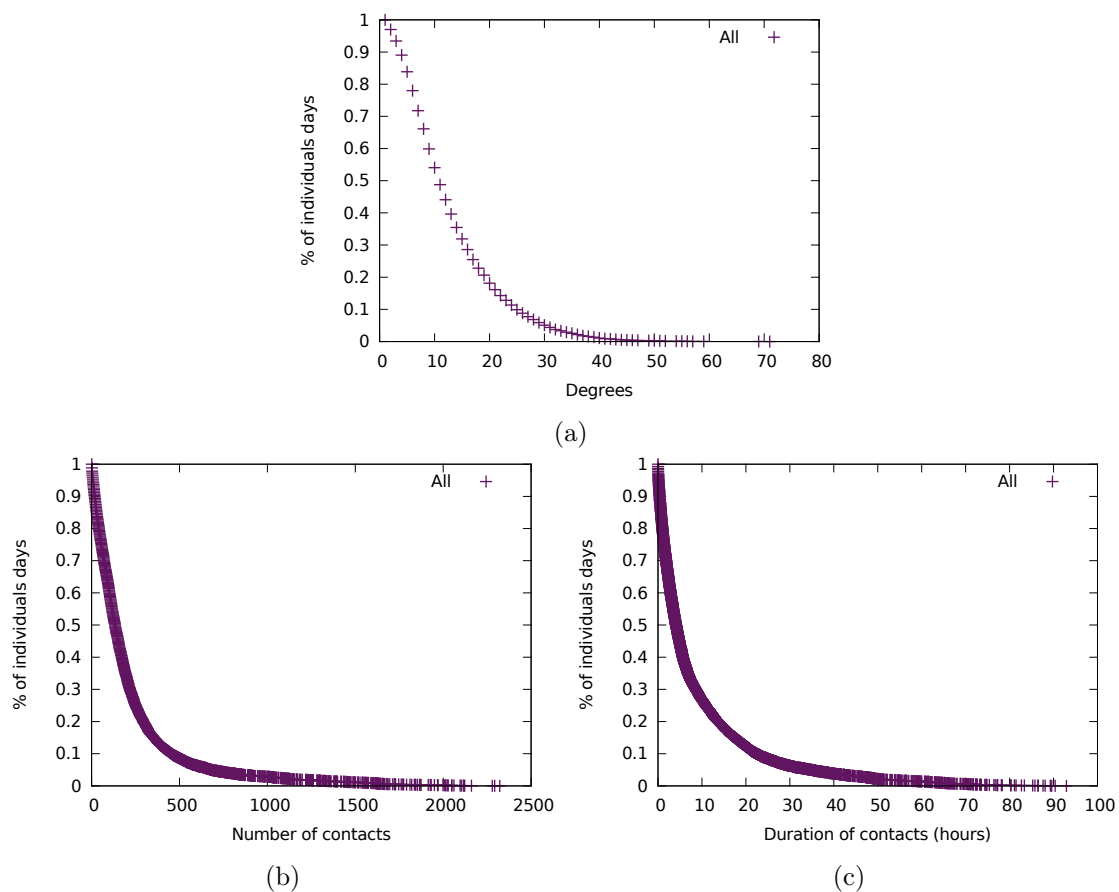 1
0.9
0.8
0.7
0.6
0.5
0.4
0.3
0.2
0.1
0
% of individuals days
All
0 10 20 30 40 50 60 70 80
Degrees
(a)
1
0.9
0.8
0.7
0.6
0.5
0.4
0.3
0.2
0.1
0
% of individuals days
All
0 500 1000 1500 2000 2500
Number of contacts
(b)
1
0.9
0.8
0.7
0.6
0.5
0.4
0.3
0.2
0.1
0
% of individuals days
All
0 10 20 30 40 50 60 70 80 90 100
Duration of contacts (hours)
(c)